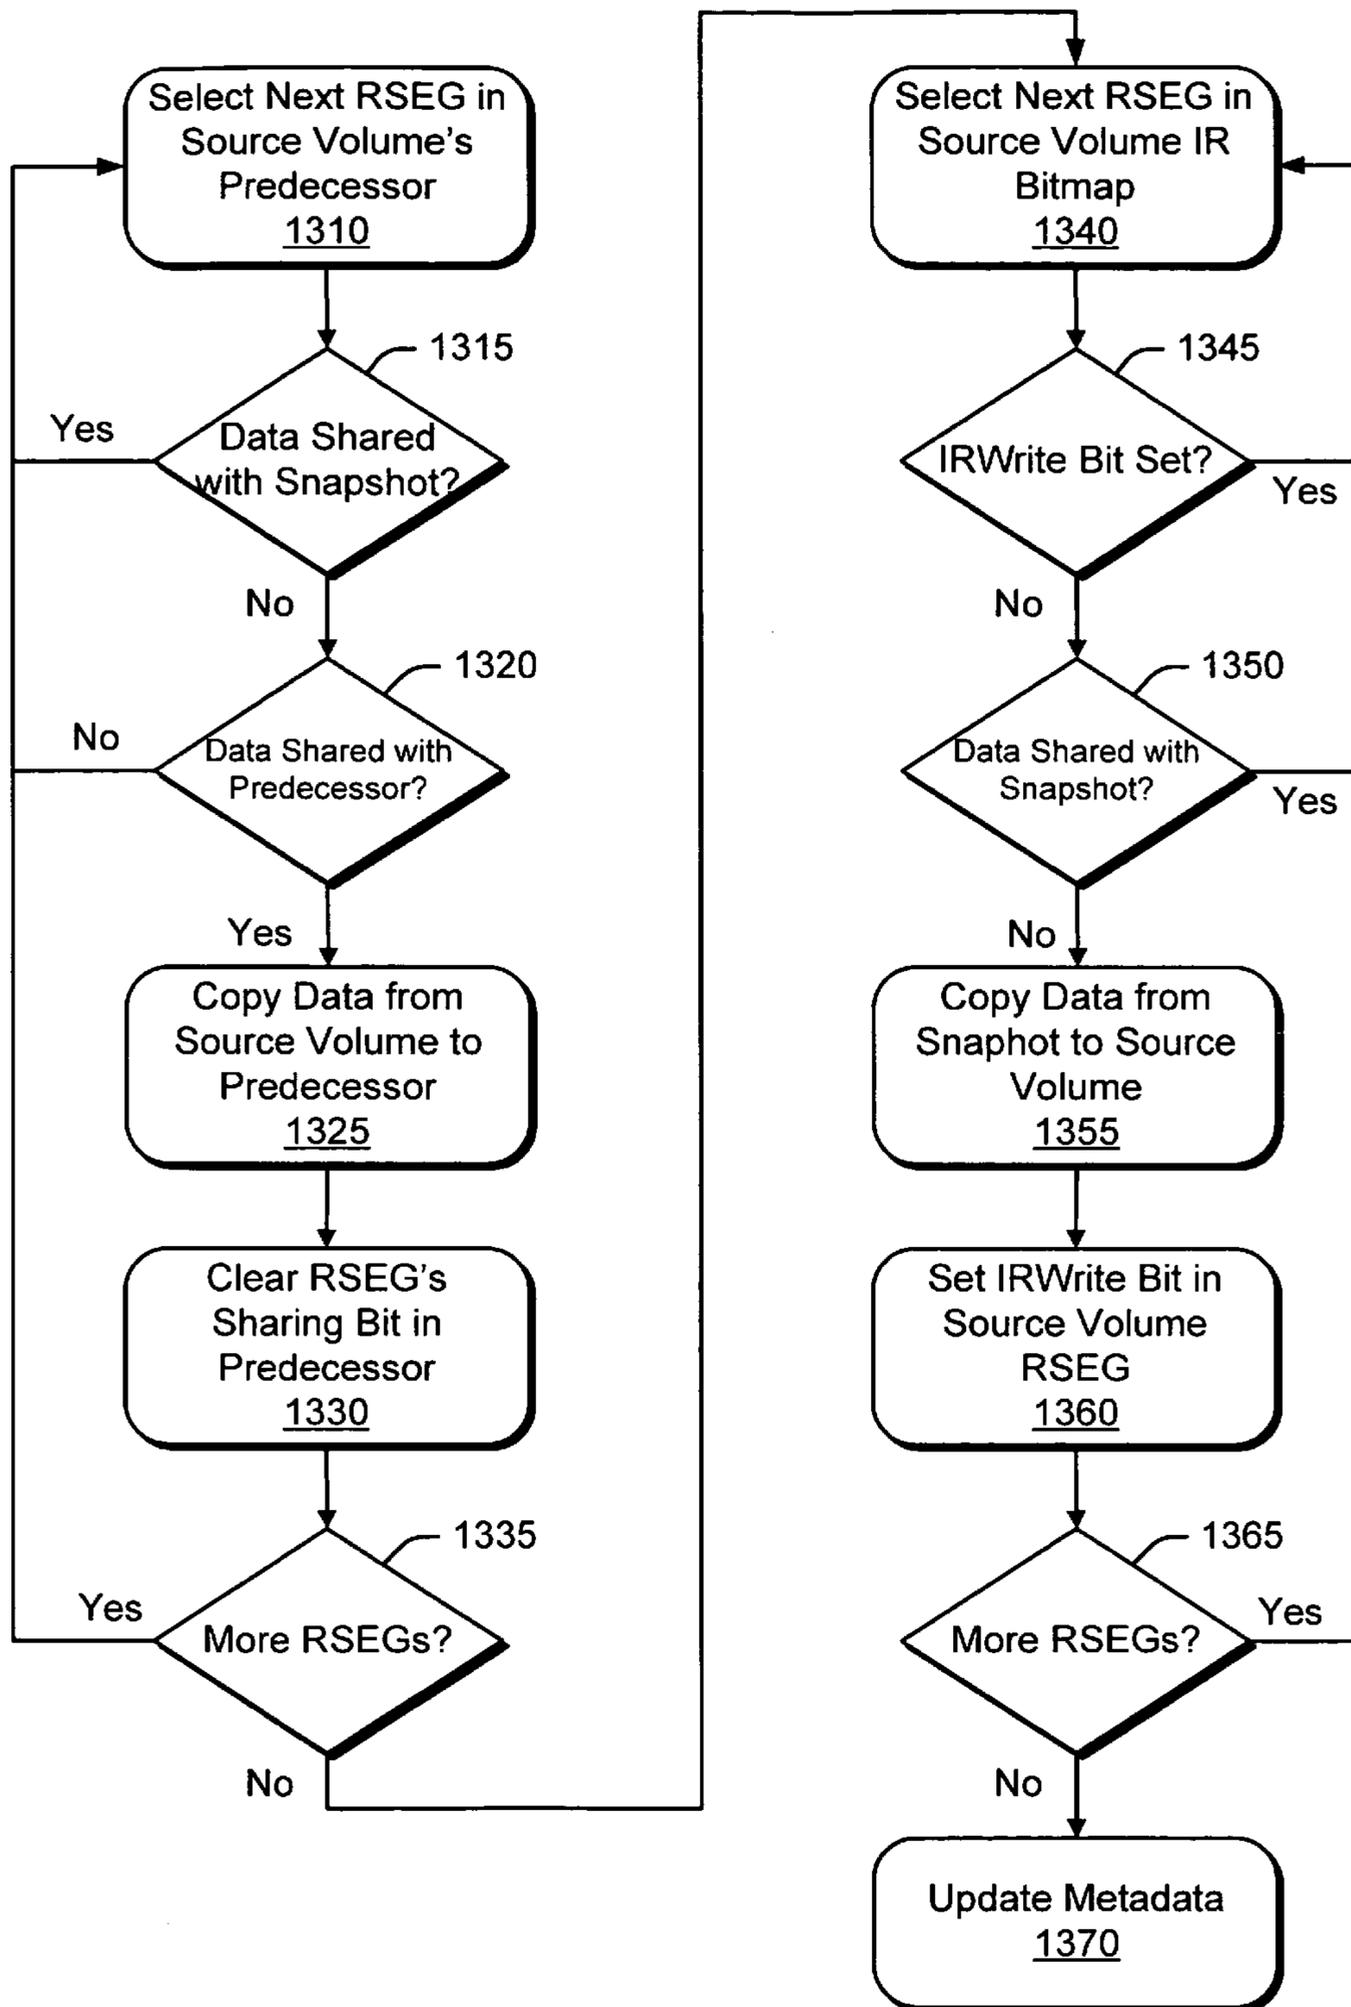 Select Next RSEG in
Source Volume's
Predecessor
1310
1315
Data Shared
with Snapshot?
Yes
No
1320
Data Shared with
Predecessor?
No
Yes
Copy Data from
Source Volume to
Predecessor
1325
Clear RSEG's
Sharing Bit in
Predecessor
1330
1335
More RSEGs?
Yes
No
Select Next RSEG in
Source Volume IR
Bitmap
1340
1345
IRWrite Bit Set?
Yes
No
1350
Data Shared with
Snapshot?
Yes
No
Copy Data from
Snaphot to Source
Volume
1355
Set IRWrite Bit in
Source Volume
RSEG
1360
1365
More RSEGs?
Yes
No
Update Metadata
1370